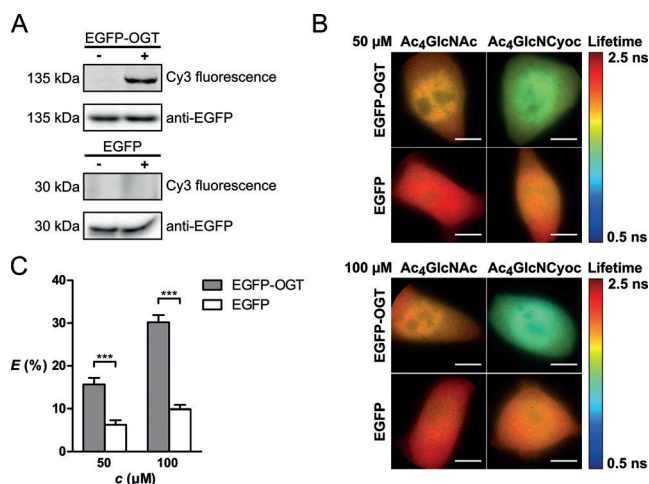 A
EGFP-OGT
- +
135 kDa Cy3 fluorescence
135 kDa anti-EGFP
EGFP
- +
30 kDa Cy3 fluorescence
30 kDa anti-EGFP
B
50 µM Ac₄GlcNAc Ac₄GlcNCyoc Lifetime
2.5 ns
EGFP-OGT
EGFP
0.5 ns
100 µM Ac₄GlcNAc Ac₄GlcNCyoc Lifetime
2.5 ns
EGFP-OGT
EGFP
0.5 ns
C
40
30
20
10
0
E (%)
EGFP-OGT
EGFP
***
***
50 100
c (µM)